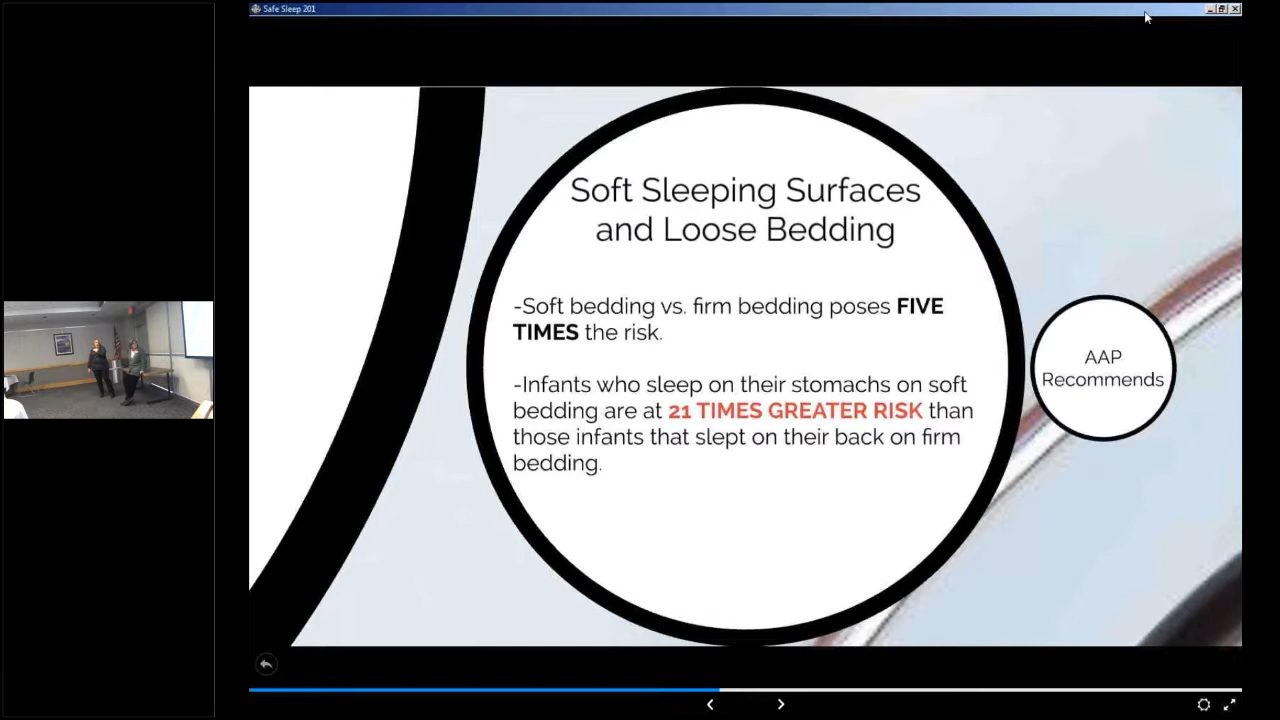 Safe Sleep 201
Soft Sleeping Surfaces
and Loose Bedding
-Soft bedding vs. firm bedding poses FIVE
TIMES the risk.
-Infants who sleep on their stomachs on soft
bedding are at 21 TIMES GREATER RISK than
those infants that slept on their back on firm
bedding.
AAP
Recommends